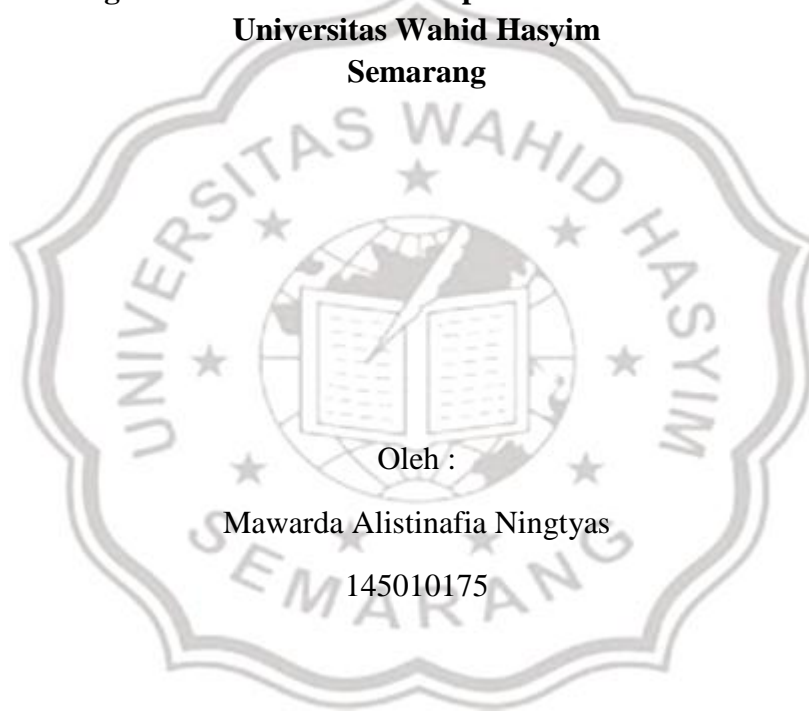 Universitas Wahid Hasyim
Semarang
UNIVERSITAS WAHID HASYIM
Oleh :
Mawarda Alistinafia Ningtyas
145010175
SEMARANG